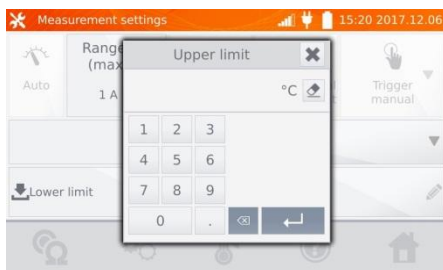 Measurement settings 15:20 2017.12.06
Range
(max
1 A
Auto
Upper limit
°C
Trigger
manual
1 2 3
4 5 6
7 8 9
0 .
Lower limit